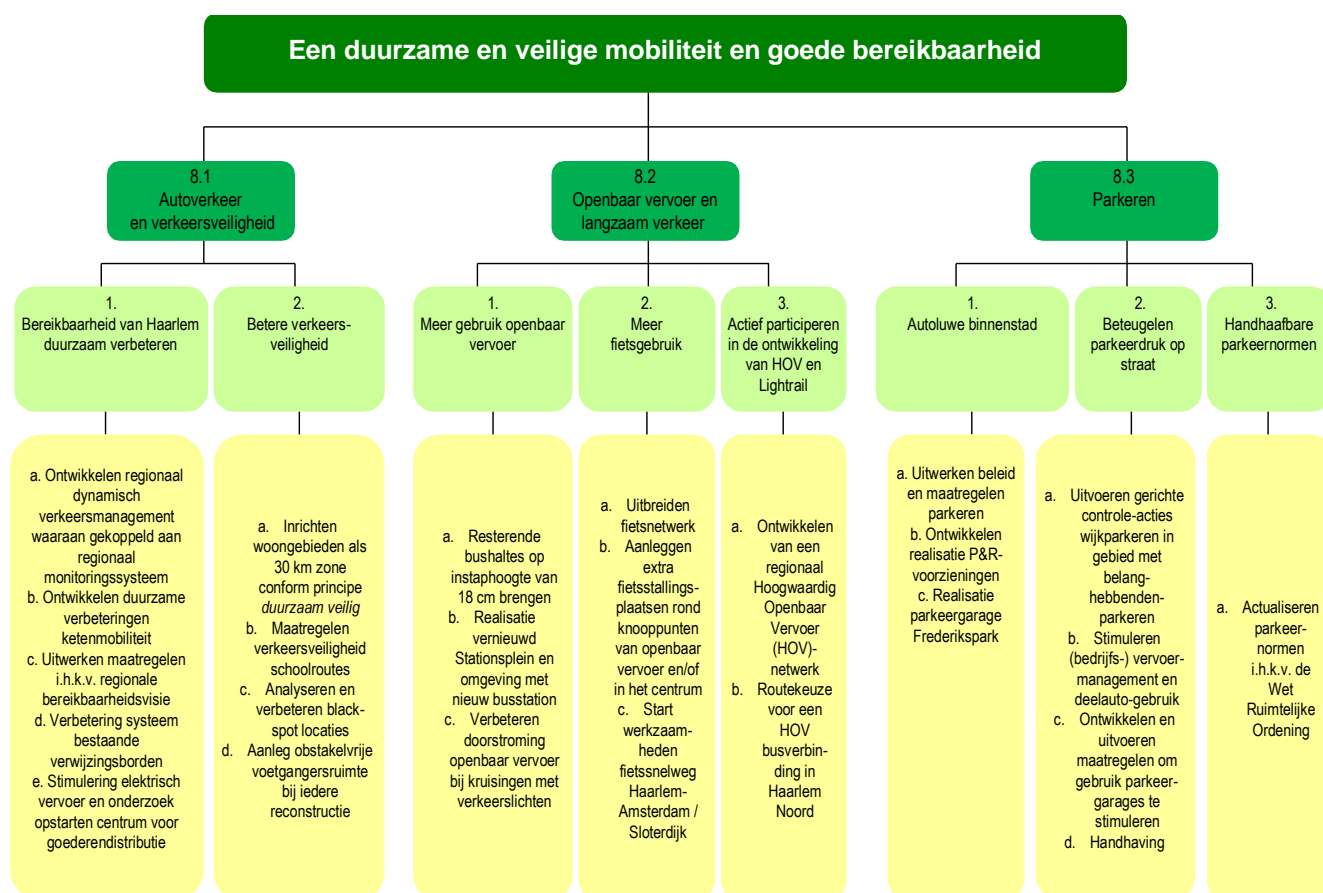 Een duurzame en veilige mobiliteit en goede bereikbaarheid
8.1
Autoverkeer
en verkeersveiligheid
8.2
Openbaar vervoer en
langzaam verkeer
8.3
Parkeren
1.
Bereikbaarheid van Haarlem
duurzaam verbeteren
2.
Betere verkeers-
veiligheid
1.
Meer gebruik openbaar
vervoer
2.
Meer
fietsgebruik
3.
Actief participeren
in de ontwikkeling
van HOV en
Lightrail
1.
Autoluwe binnenstad
2.
Beteugelen
parkeerdruk op
straat
3.
Handhaafbare
parkeernormen
a. Ontwikkelen regionaal
dynamisch
verkeersmanagement
waaraan gekoppeld aan
regionaal
monitoringssysteem
b. Ontwikkelen duurzame
verbeteringen
ketenmobiliteit
c. Uitwerken maatregelen
i.h.k.v. regionale
bereikbaarheidsvisie
d. Verbetering systeem
bestaande
verwijzingsborden
e. Stimulering elektrisch
vervoer en onderzoek
opstarten centrum voor
goederendistributie
a. Inrichten
woongebieden als
30 km zone
conform principe
duurzaam veilig
b. Maatregelen
verkeersveiligheid
schoolroutes
c. Analyseren en
verbeteren black-
spot locaties
d. Aanleg obstakelvrije
voetgangersruimte
bij iedere
reconstructie
a. Resterende
bushaltes op
instaphoogte van
18 cm brengen
b. Realisatie
vernieuwd
Stationsplein en
omgeving met
nieuw busstation
c. Verbeteren
doorstroming
openbaar vervoer
bij kruisingen met
verkeerslichten
a. Uitbreiden
fietsnetwerk
b. Aanleggen
extra
fietsstallings-
plaatsen rond
knooppunten
van openbaar
vervoer en/of
in het centrum
c. Start
werkzaam-
heden
fietssnelweg
Haarlem-
Amsterdam /
Sloterdijk
a. Ontwikkelen
van een
regionaal
Hoogwaardig
Openbaar
Vervoer
(HOV)-
netwerk
b. Routekeuze
voor een
HOV
busverbin-
ding in
Haarlem
Noord
a. Uitwerken beleid
en maatregelen
parkeren
b. Ontwikkelen
realisatie P&R-
voorzieningen
c. Realisatie
parkeergarage
Frederikspark
a. Uitvoeren gerichte
controle-acties
wijkparkeren in
gebied met
belang-
hebbenden-
parkeren
b. Stimuleren
(bedrijfs-) vervoer-
management en
deelauto-gebruik
c. Ontwikkelen en
uitvoeren
maatregelen om
gebruik parkeer-
garages te
stimuleren
d. Handhaving
a. Actualiseren
parkeer-
normen
i.h.k.v. de
Wet
Ruimtelijke
Ordening